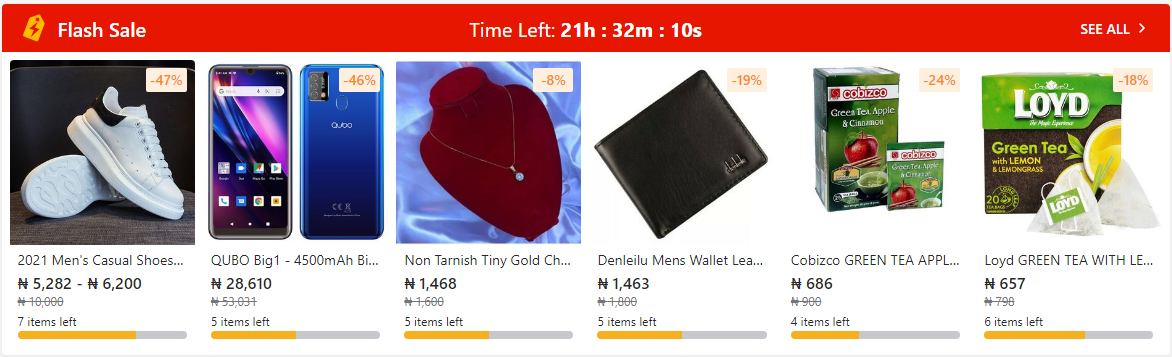 Flash Sale
Time Left: 21h : 32m : 10s
SEE ALL
-47%
-46%
Qubo
-8%
-19%
-24%
cobizco
Green Tea, Apple
& Cinnamon
cobizco
Green Tea, Apple
& Cinnamon
-18%
LOYD
The Magic Experience
Green Tea
with LEMON
& LEMONGRASS
20
TEA BAGS
LOYD
2021 Men's Casual Shoes...
₦ 5,282 - ₦ 6,200
₦ 10,000
7 items left
QUBO Big1 - 4500mAh Bi...
₦ 28,610
₦ 53,031
5 items left
Non Tarnish Tiny Gold Ch...
₦ 1,468
₦ 1,600
5 items left
Denleilu Mens Wallet Lea...
₦ 1,463
₦ 1,800
5 items left
Cobizco GREEN TEA APPL...
₦ 686
₦ 900
4 items left
Loyd GREEN TEA WITH LE...
₦ 657
₦ 798
6 items left